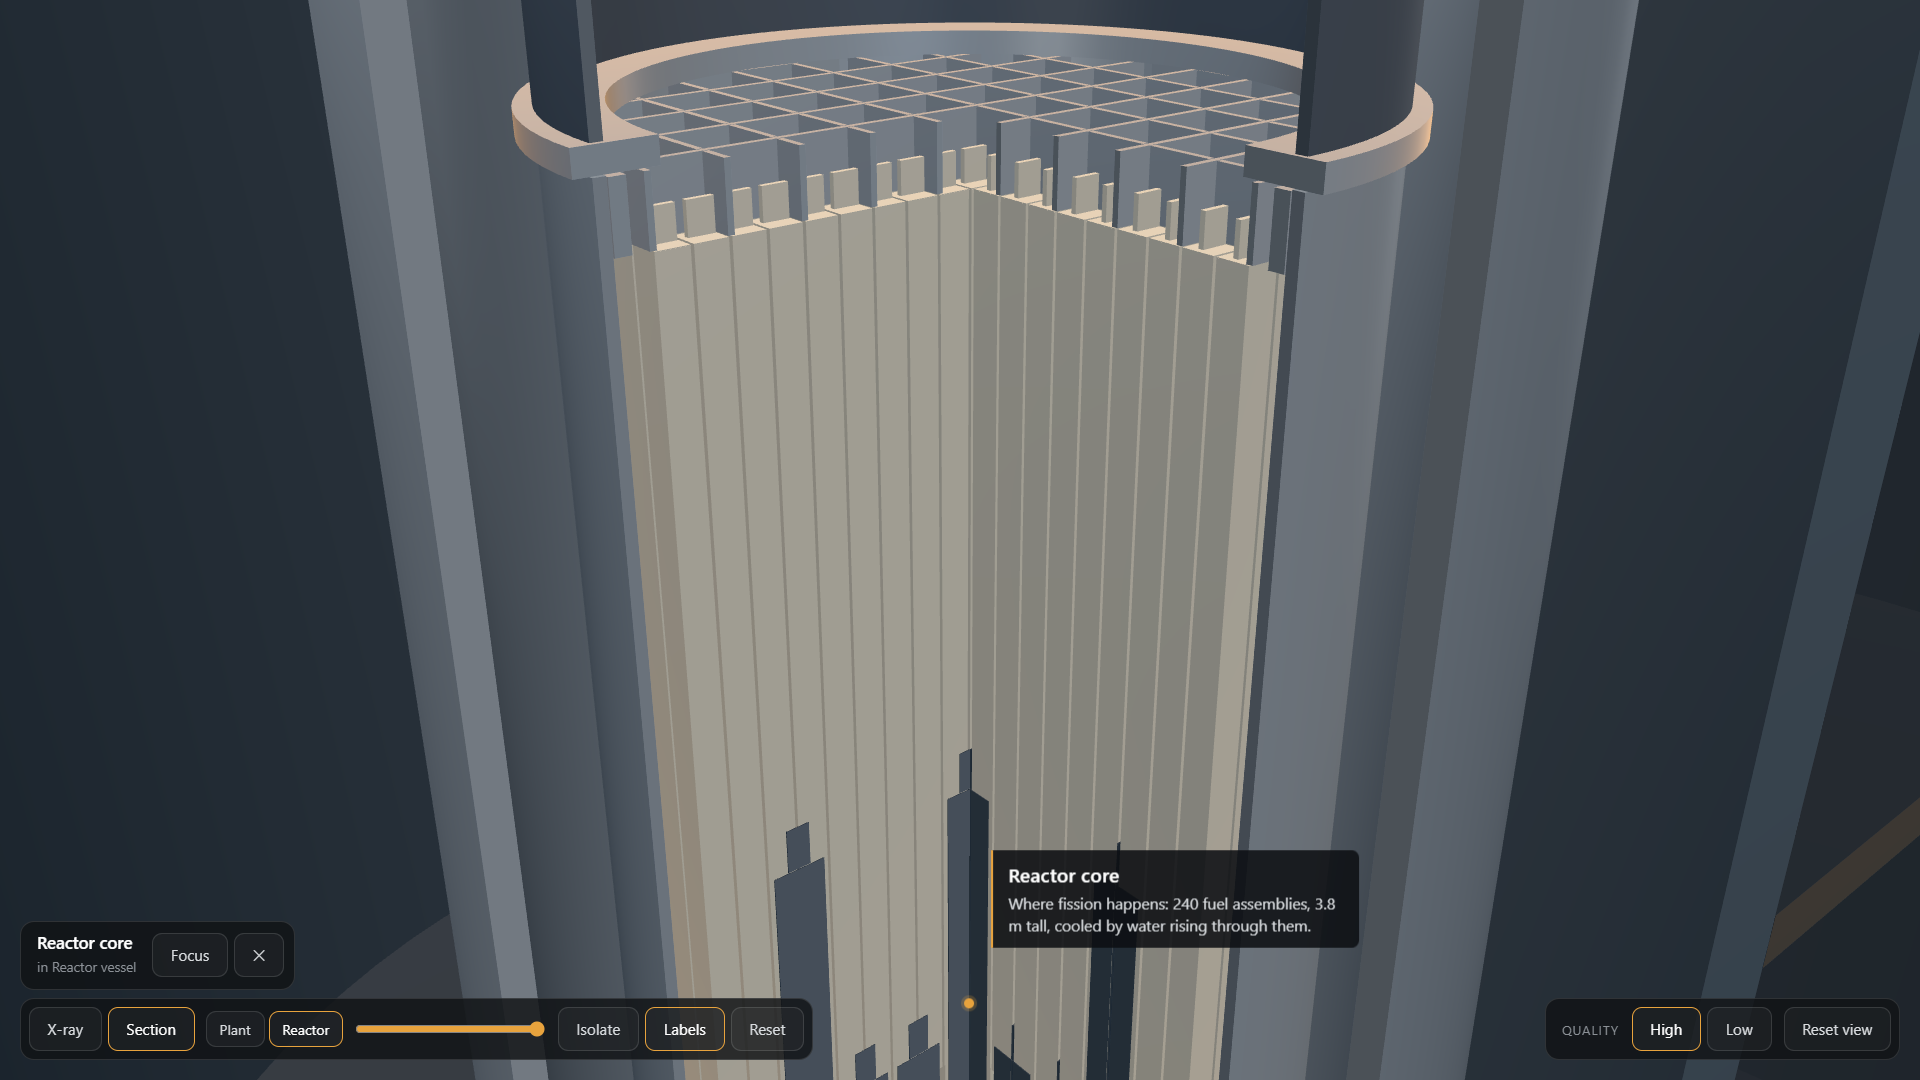 Reactor core
Where fission happens: 240 fuel assemblies, 3.8
m tall, cooled by water rising through them.
Reactor core
in Reactor vessel
Focus
X-ray
Section
Plant
Reactor
Isolate
Labels
Reset
QUALITY
High
Low
Reset view